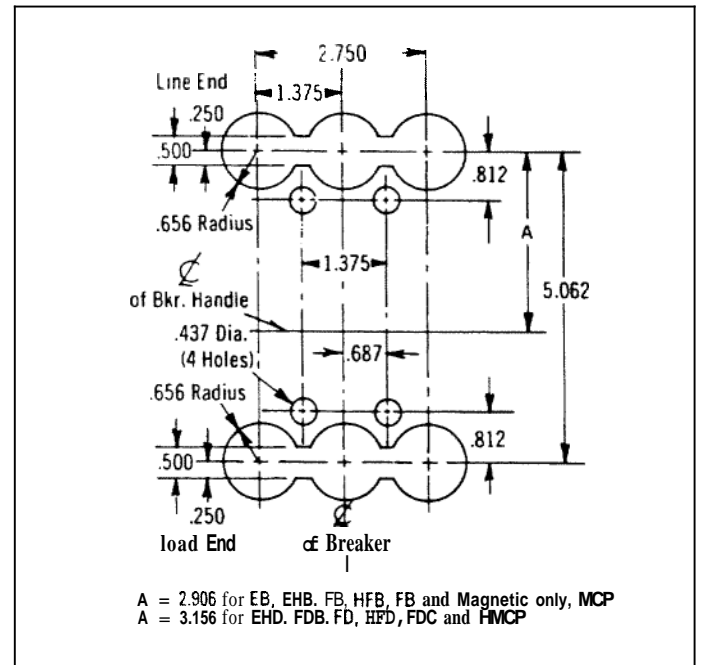 2.750
Line End
1.375
.250
.500
.812
.656 Radius
A
1.375
5.062
℄
of Bkr. Handle
.437 Dia.
.687
(4 Holes)
.656 Radius
.812
.500
.250
℄
load End
of Breaker
A = 2.906 for EB, EHB. FB, HFB, FB and Magnetic only, MCP
A = 3.156 for EHD. FDB. FD, HFD, FDC and HMCP